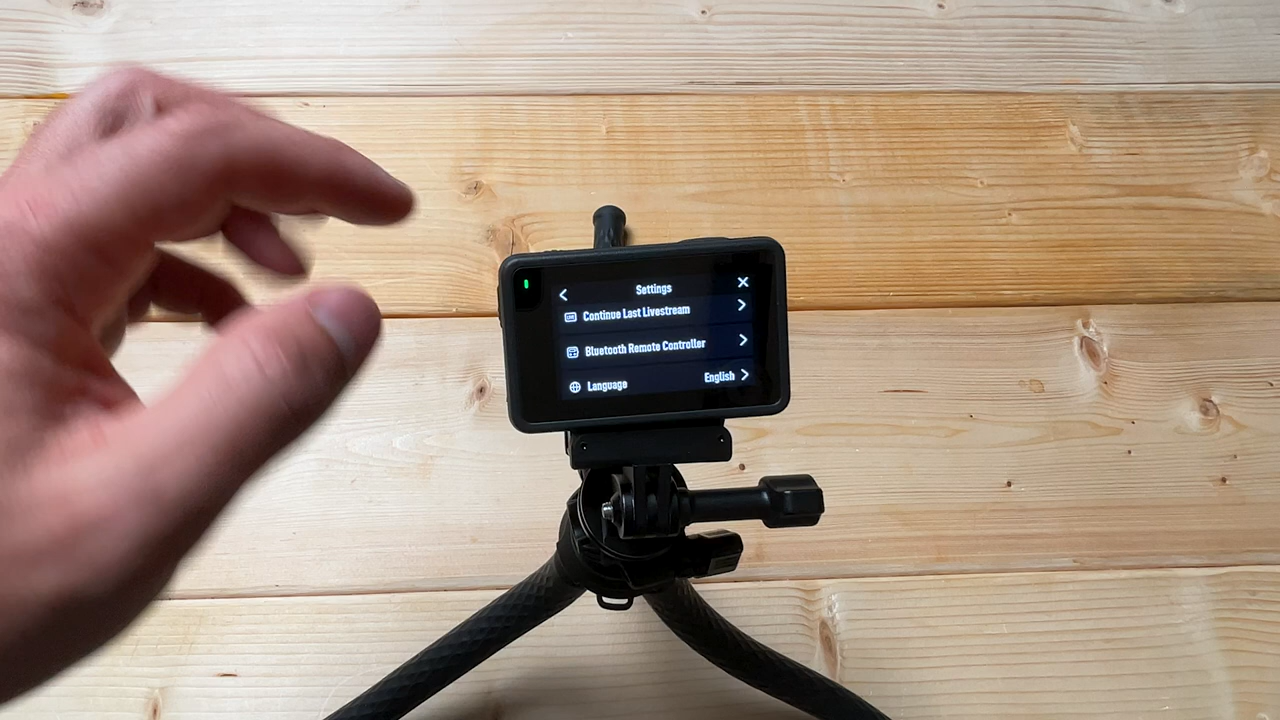 Settings
Continue Last Livestream
Bluetooth Remote Controller
Language English